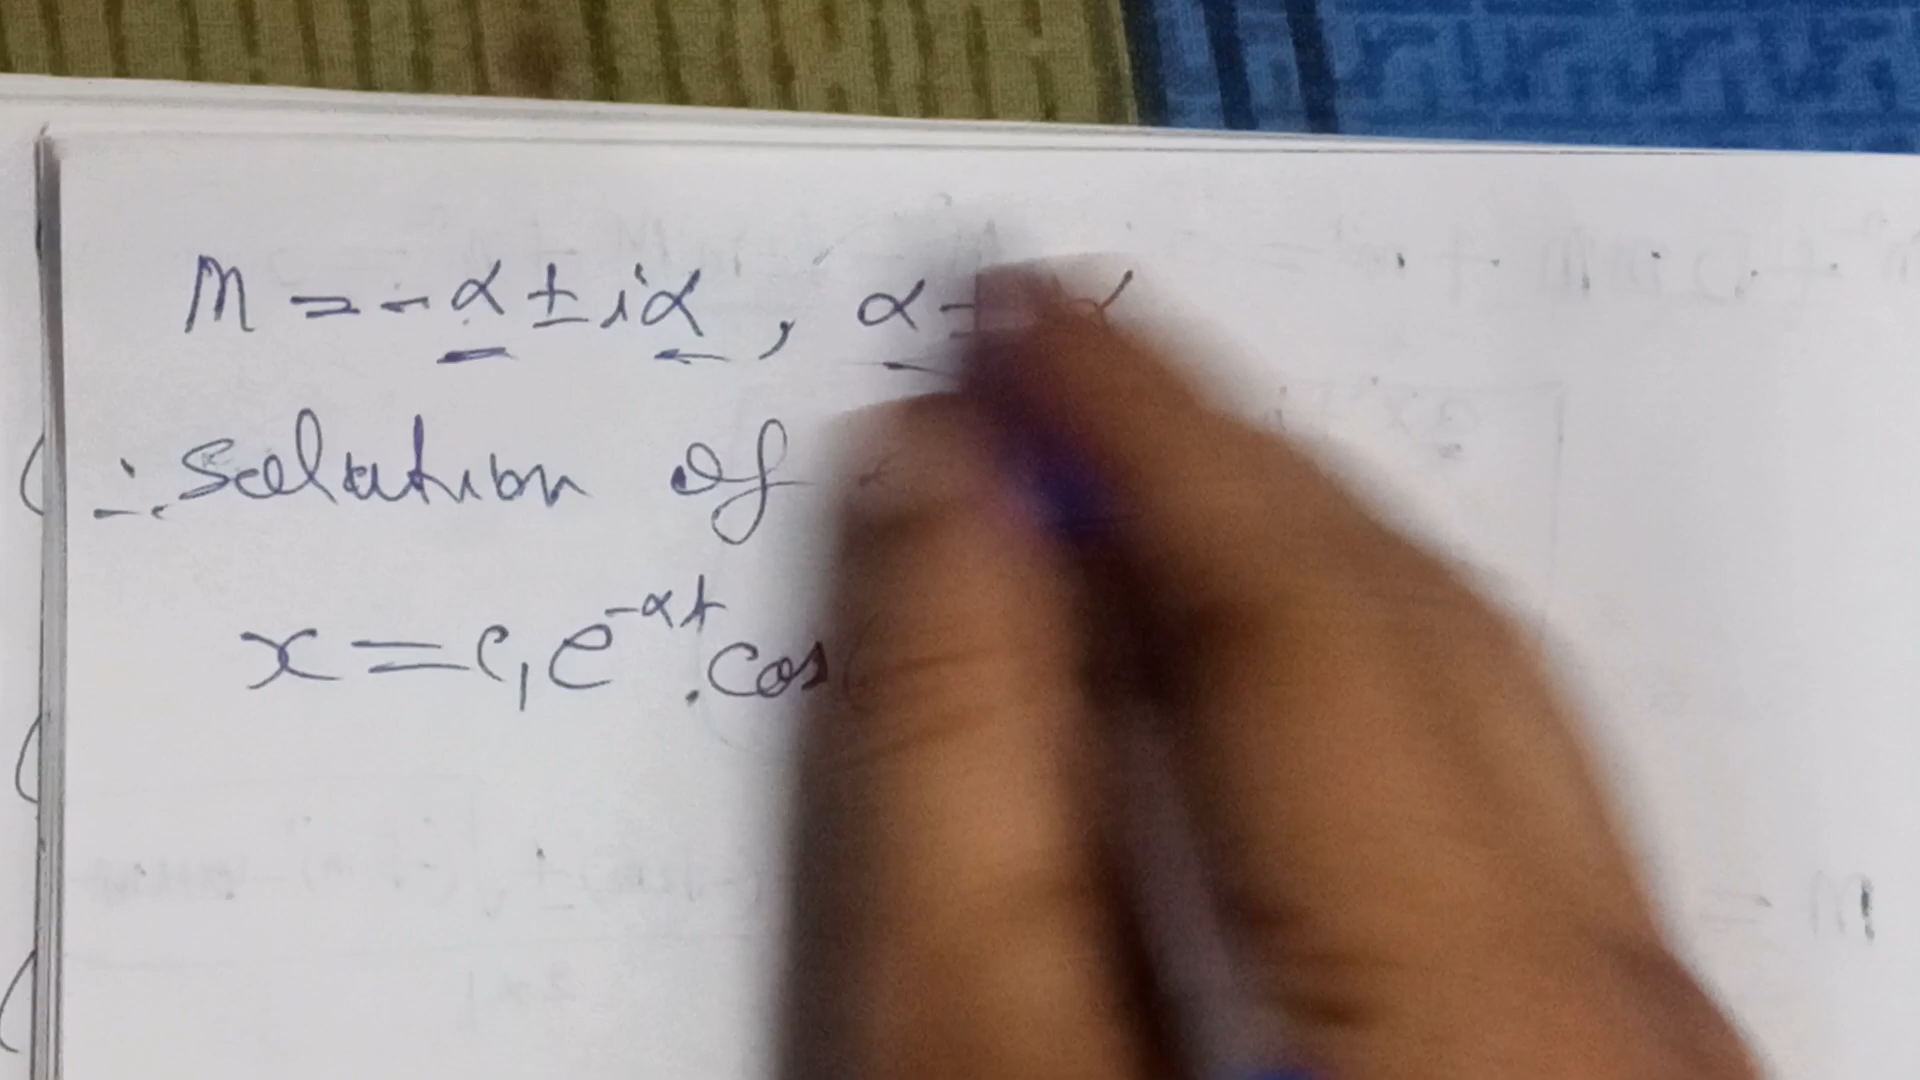 m = -α ± iα, α
∴ solution of
x = c₁e^{-αt}.cos